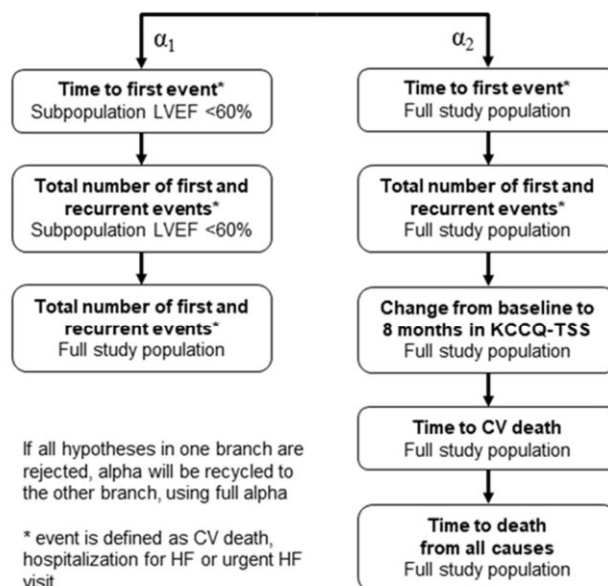 α1
α2
Time to first event*
Subpopulation LVEF <60%
Total number of first and
recurrent events*
Subpopulation LVEF <60%
Total number of first and
recurrent events*
Full study population
If all hypotheses in one branch are
rejected, alpha will be recycled to
the other branch, using full alpha
* event is defined as CV death,
hospitalization for HF or urgent HF
visit
Time to first event*
Full study population
Total number of first and
recurrent events*
Full study population
Change from baseline to
8 months in KCCQ-TSS
Full study population
Time to CV death
Full study population
Time to death
from all causes
Full study population